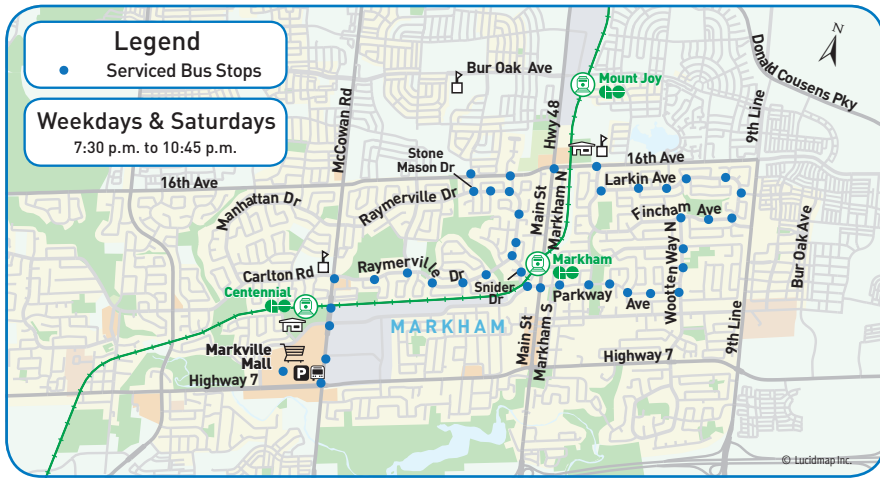 Legend
Serviced Bus Stops
Weekdays & Saturdays
7:30 p.m. to 10:45 p.m.
N
Donald Cousens Pky
Bur Oak Ave
Mount Joy
McCowan Rd
Hwy 48
9th Line
Stone
Mason Dr
16th Ave
16th Ave
Larkin Ave
Manhattan Dr
Raymerville Dr
Main St
Markham N
Fincham Ave
Bur Oak Ave
Wootten Way N
Carlton Rd
Raymerville Dr
Markham
Centennial
Snider
Dr
Parkway
Ave
MARKHAM
Main St
Markham S
9th Line
Markville
Mall
P
Highway 7
Highway 7
© Lucidmap Inc.